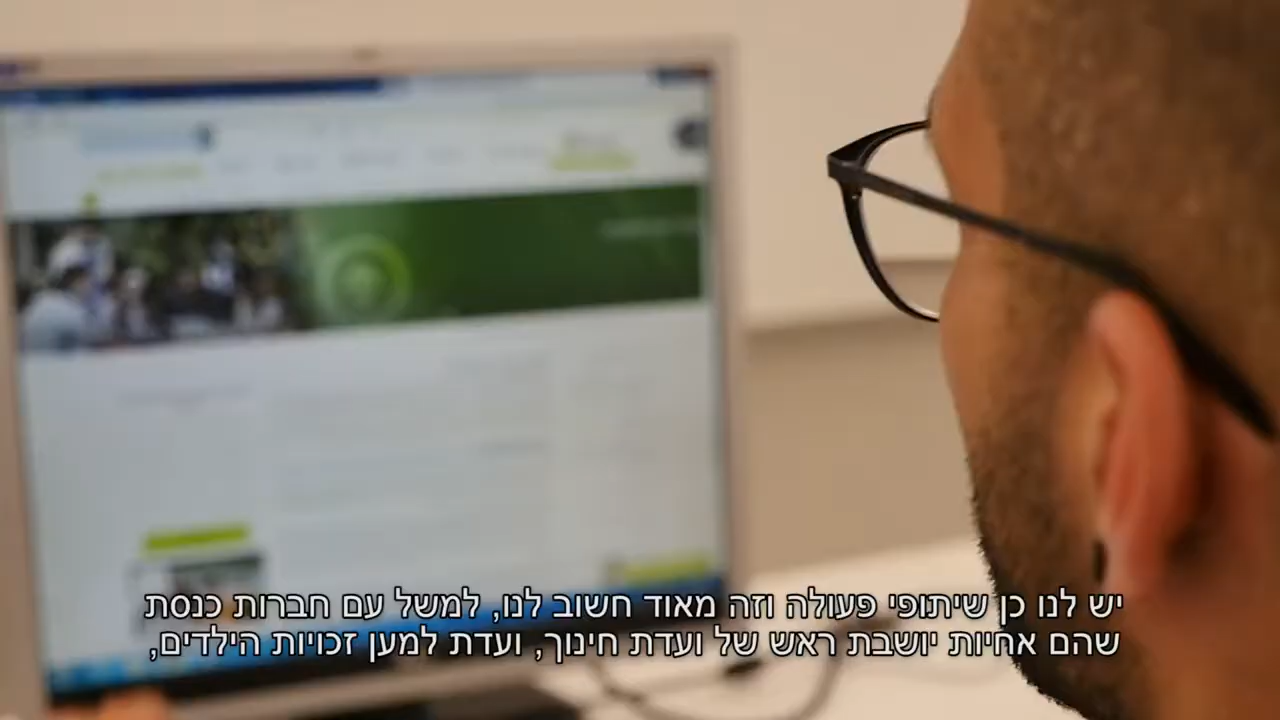 יש לנו כן שיתופי פעולה וזה מאוד חשוב לנו, למשל עם חברות כנסת
שהם אחיות יושבת ראש של ועדת חינוך, ועדת למען זכויות הילדים,